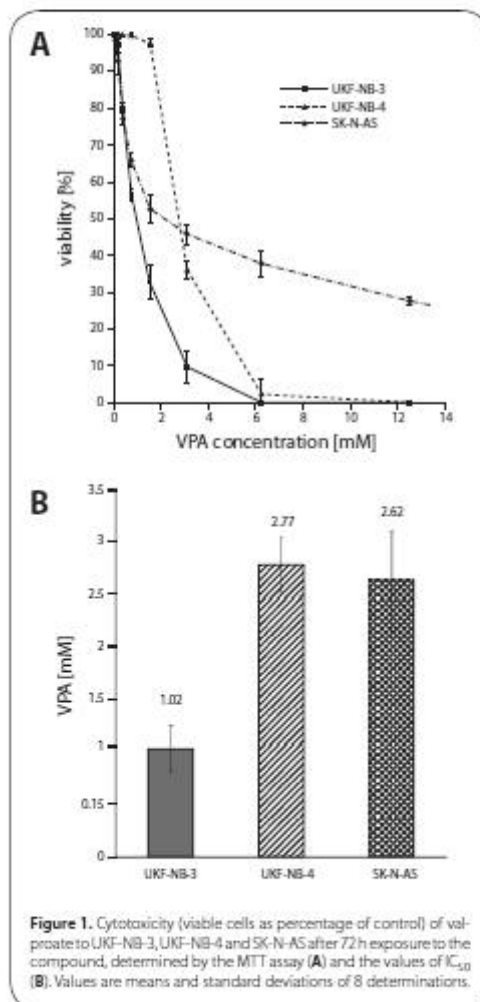 A
100
90
80
70
60
50
40
30
20
10
0
viability [%]
UKF-NB-3
UKF-NB-4
SK-N-AS
0 2 4 6 8 10 12 14
VPA concentration [mM]
B
3.5
3
2.5
2
1.5
1
0.15
0
VPA [mM]
1.02
2.77
2.62
UKF-NB-3 UKF-NB-4 SK-N-AS
Figure 1. Cytotoxicity (viable cells as percentage of control) of val-
proate to UKF-NB-3, UKF-NB-4 and SK-N-AS after 72 h exposure to the
compound, determined by the MTT assay (A) and the values of IC50
(B). Values are means and standard deviations of 8 determinations.